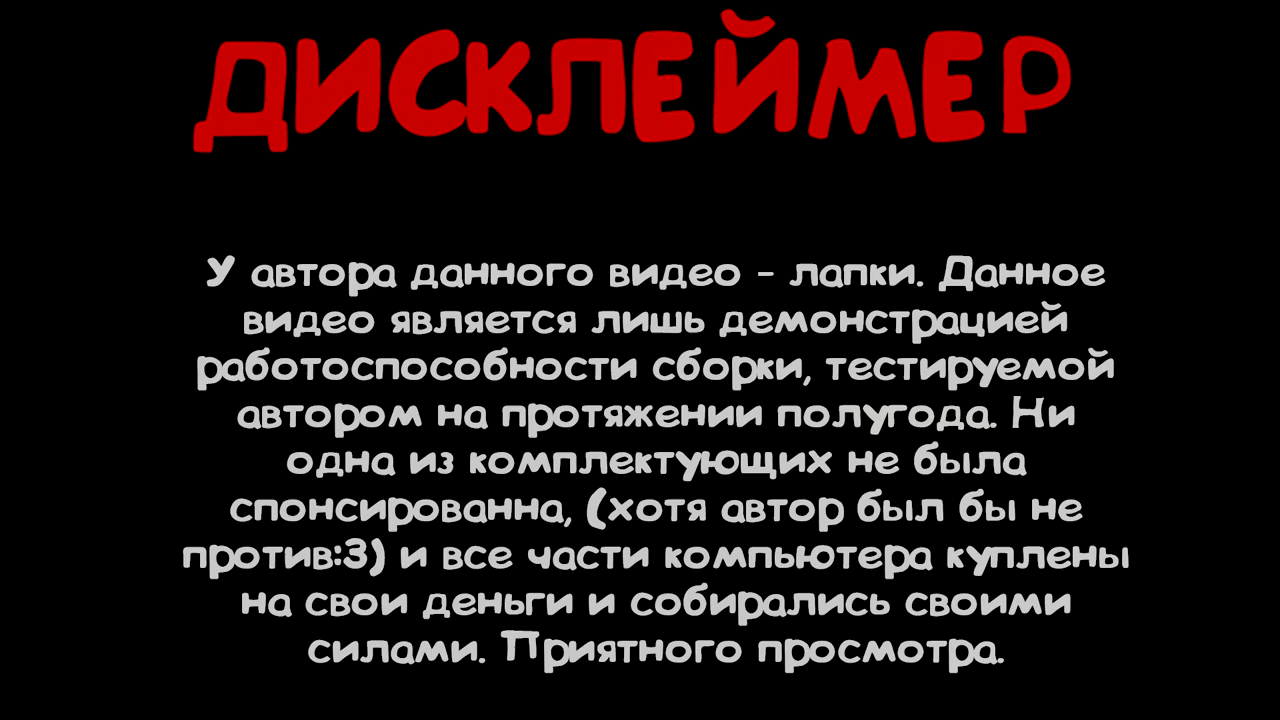 ДИСКЛЕЙМЕР
У автора данного видео - лапки. Данное
видео является лишь демонстрацией
работоспособности сборки, тестируемой
автором на протяжении полугода. Ни
одна из комплектующих не была
спонсированна, (хотя автор был бы не
против:3) и все части компьютера куплены
на свои деньги и собирались своими
силами. Приятного просмотра.